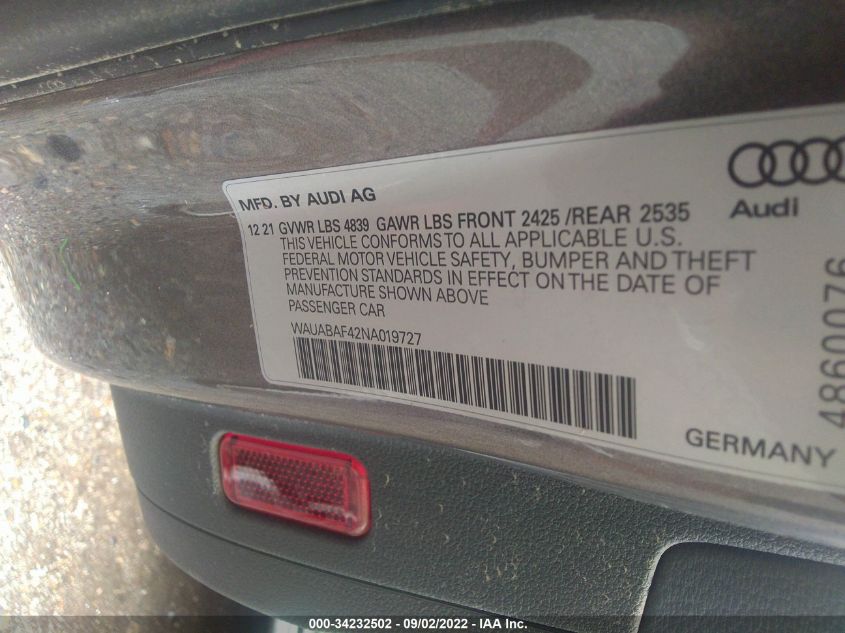 MFD. BY AUDI AG
12 21 GVWR LBS 4839 GAWR LBS FRONT 2425 /REAR 2535
THIS VEHICLE CONFORMS TO ALL APPLICABLE U.S.
FEDERAL MOTOR VEHICLE SAFETY, BUMPER AND THEFT
PREVENTION STANDARDS IN EFFECT ON THE DATE OF
MANUFACTURE SHOWN ABOVE
PASSENGER CAR
WAUABAF42NA019727
Audi
4860076
GERMANY
000-34232502 - 09/02/2022 - IAA Inc.